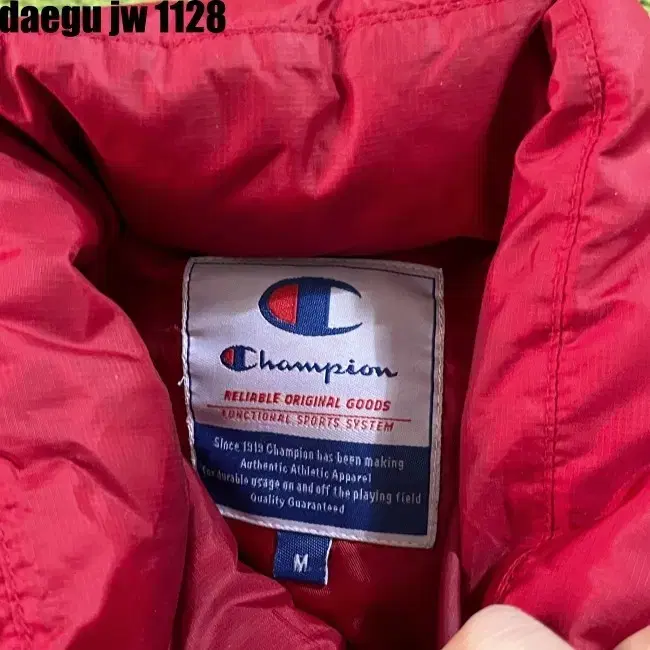 daegu jw 1128
Champion
RELIABLE ORIGINAL GOODS
FUNCTIONAL SPORTS SYSTEM
Since 1919 Champion has been making
Authentic Athletic Apparel
for durable usage on and off the playing field
Quality Guaranteed
M